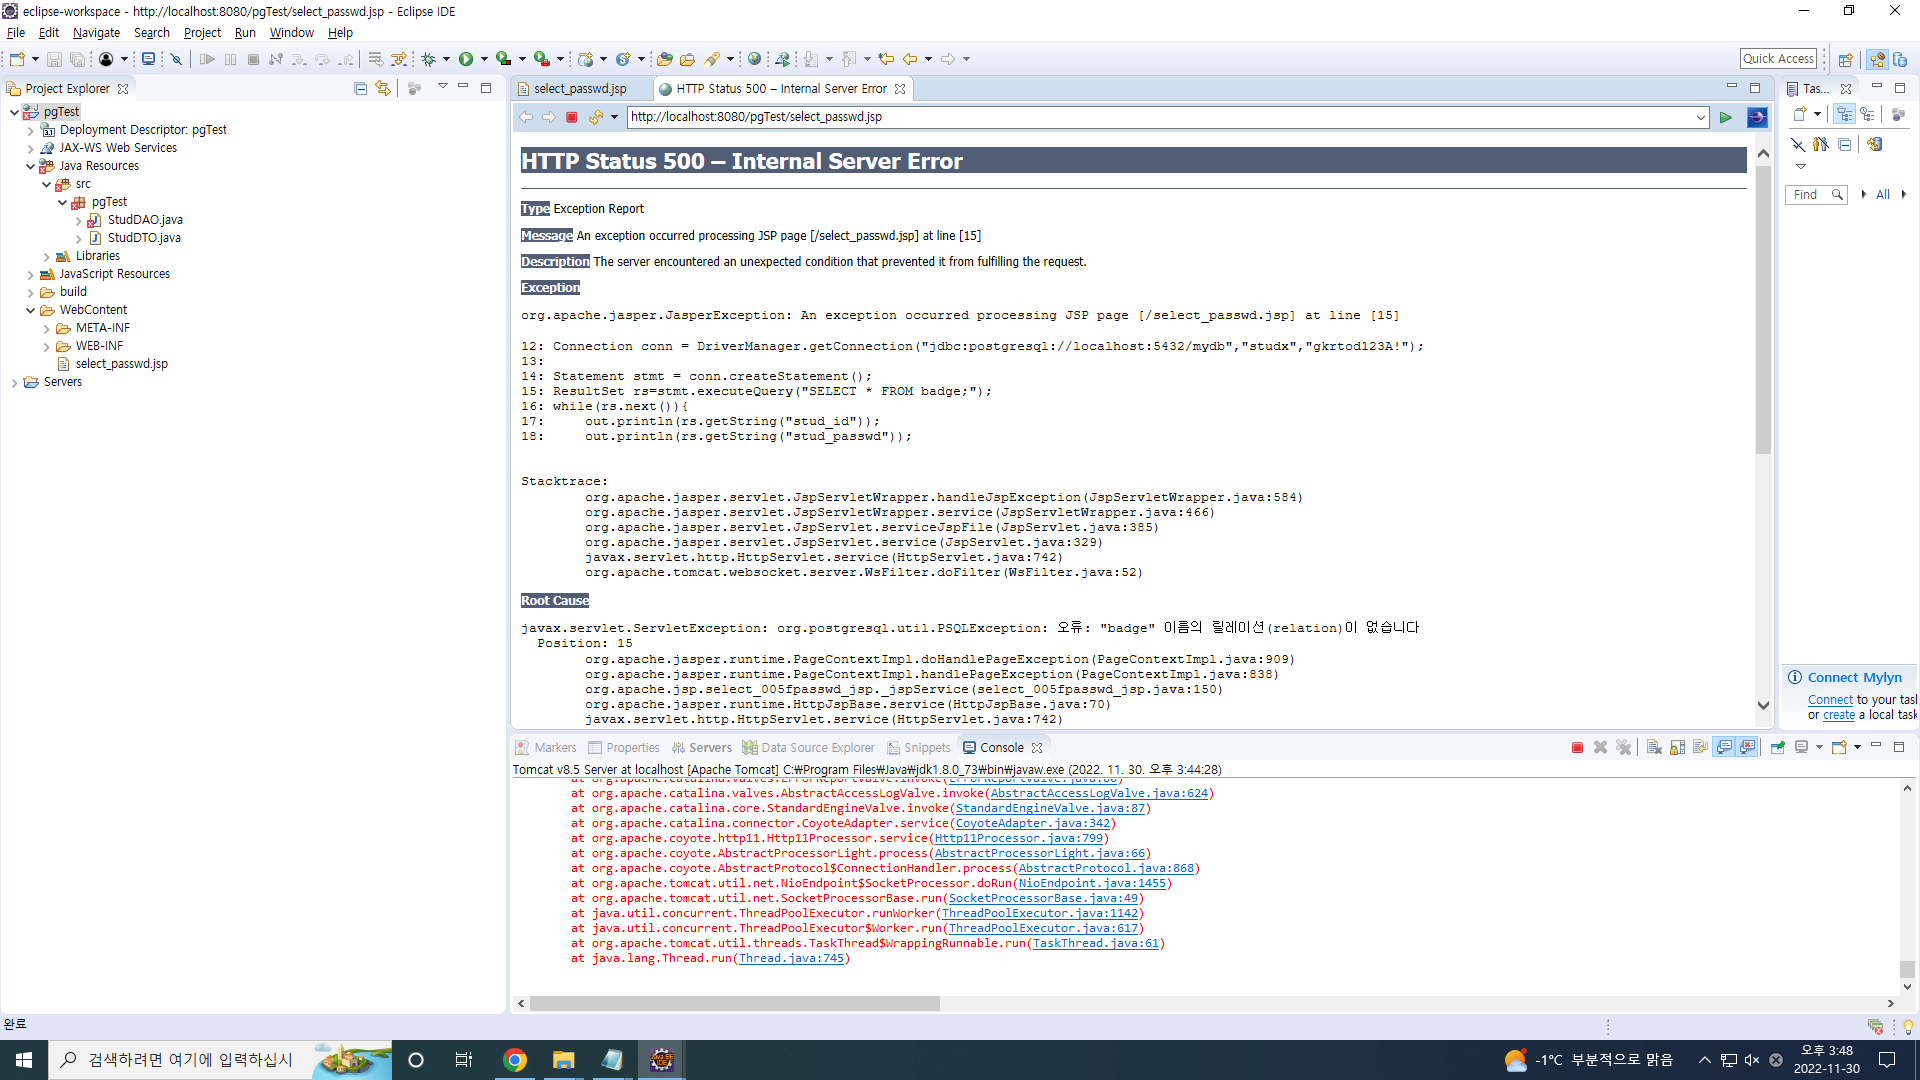 eclipse-workspace - http://localhost:8080/pgTest/select_passwd.jsp - Eclipse IDE
File Edit Navigate Search Project Run Window Help
Quick Access
Project Explorer
pgTest
Deployment Descriptor: pgTest
JAX-WS Web Services
Java Resources
src
pgTest
StudDAO.java
StudDTO.java
Libraries
JavaScript Resources
build
WebContent
META-INF
WEB-INF
select_passwd.jsp
Servers
select_passwd.jsp
HTTP Status 500 – Internal Server Error
http://localhost:8080/pgTest/select_passwd.jsp
HTTP Status 500 – Internal Server Error
Type Exception Report
Message An exception occurred processing JSP page [/select_passwd.jsp] at line [15]
Description The server encountered an unexpected condition that prevented it from fulfilling the request.
Exception
org.apache.jasper.JasperException: An exception occurred processing JSP page [/select_passwd.jsp] at line [15]
12: Connection conn = DriverManager.getConnection("jdbc:postgresql://localhost:5432/mydb","studx","gkrtod123A!");
13:
14: Statement stmt = conn.createStatement();
15: ResultSet rs=stmt.executeQuery("SELECT * FROM badge;");
16: while(rs.next()){
17:     out.println(rs.getString("stud_id"));
18:     out.println(rs.getString("stud_passwd"));
Stacktrace:
org.apache.jasper.servlet.JspServletWrapper.handleJspException(JspServletWrapper.java:584)
org.apache.jasper.servlet.JspServletWrapper.service(JspServletWrapper.java:466)
org.apache.jasper.servlet.JspServlet.serviceJspFile(JspServlet.java:385)
org.apache.jasper.servlet.JspServlet.service(JspServlet.java:329)
javax.servlet.http.HttpServlet.service(HttpServlet.java:742)
org.apache.tomcat.websocket.server.WsFilter.doFilter(WsFilter.java:52)
Root Cause
javax.servlet.ServletException: org.postgresql.util.PSQLException: 오류: "badge" 이름의 릴레이션(relation)이 없습니다
Position: 15
org.apache.jasper.runtime.PageContextImpl.doHandlePageException(PageContextImpl.java:909)
org.apache.jasper.runtime.PageContextImpl.handlePageException(PageContextImpl.java:838)
org.apache.jsp.select_005fpasswd_jsp._jspService(select_005fpasswd_jsp.java:150)
org.apache.jasper.runtime.HttpJspBase.service(HttpJspBase.java:70)
javax.servlet.http.HttpServlet.service(HttpServlet.java:742)
Tas...
Find
All
Connect Mylyn
Connect to your task
or create a local task
Markers Properties Servers Data Source Explorer Snippets Console
Tomcat v8.5 Server at localhost [Apache Tomcat] C:₩Program Files₩Java₩jdk1.8.0_73₩bin₩javaw.exe (2022. 11. 30. 오후 3:44:28)
at org.apache.catalina.valves.ErrorReportValve.invoke(ErrorReportValve.java:80)
at org.apache.catalina.valves.AbstractAccessLogValve.invoke(AbstractAccessLogValve.java:624)
at org.apache.catalina.core.StandardEngineValve.invoke(StandardEngineValve.java:87)
at org.apache.catalina.connector.CoyoteAdapter.service(CoyoteAdapter.java:342)
at org.apache.coyote.http11.Http11Processor.service(Http11Processor.java:799)
at org.apache.coyote.AbstractProcessorLight.process(AbstractProcessorLight.java:66)
at org.apache.coyote.AbstractProtocol$ConnectionHandler.process(AbstractProtocol.java:868)
at org.apache.tomcat.util.net.NioEndpoint$SocketProcessor.doRun(NioEndpoint.java:1455)
at org.apache.tomcat.util.net.SocketProcessorBase.run(SocketProcessorBase.java:49)
at java.util.concurrent.ThreadPoolExecutor.runWorker(ThreadPoolExecutor.java:1142)
at java.util.concurrent.ThreadPoolExecutor$Worker.run(ThreadPoolExecutor.java:617)
at org.apache.tomcat.util.threads.TaskThread$WrappingRunnable.run(TaskThread.java:61)
at java.lang.Thread.run(Thread.java:745)
완료
검색하려면 여기에 입력하십시
-1°C 부분적으로 맑음
오후 3:48
2022-11-30